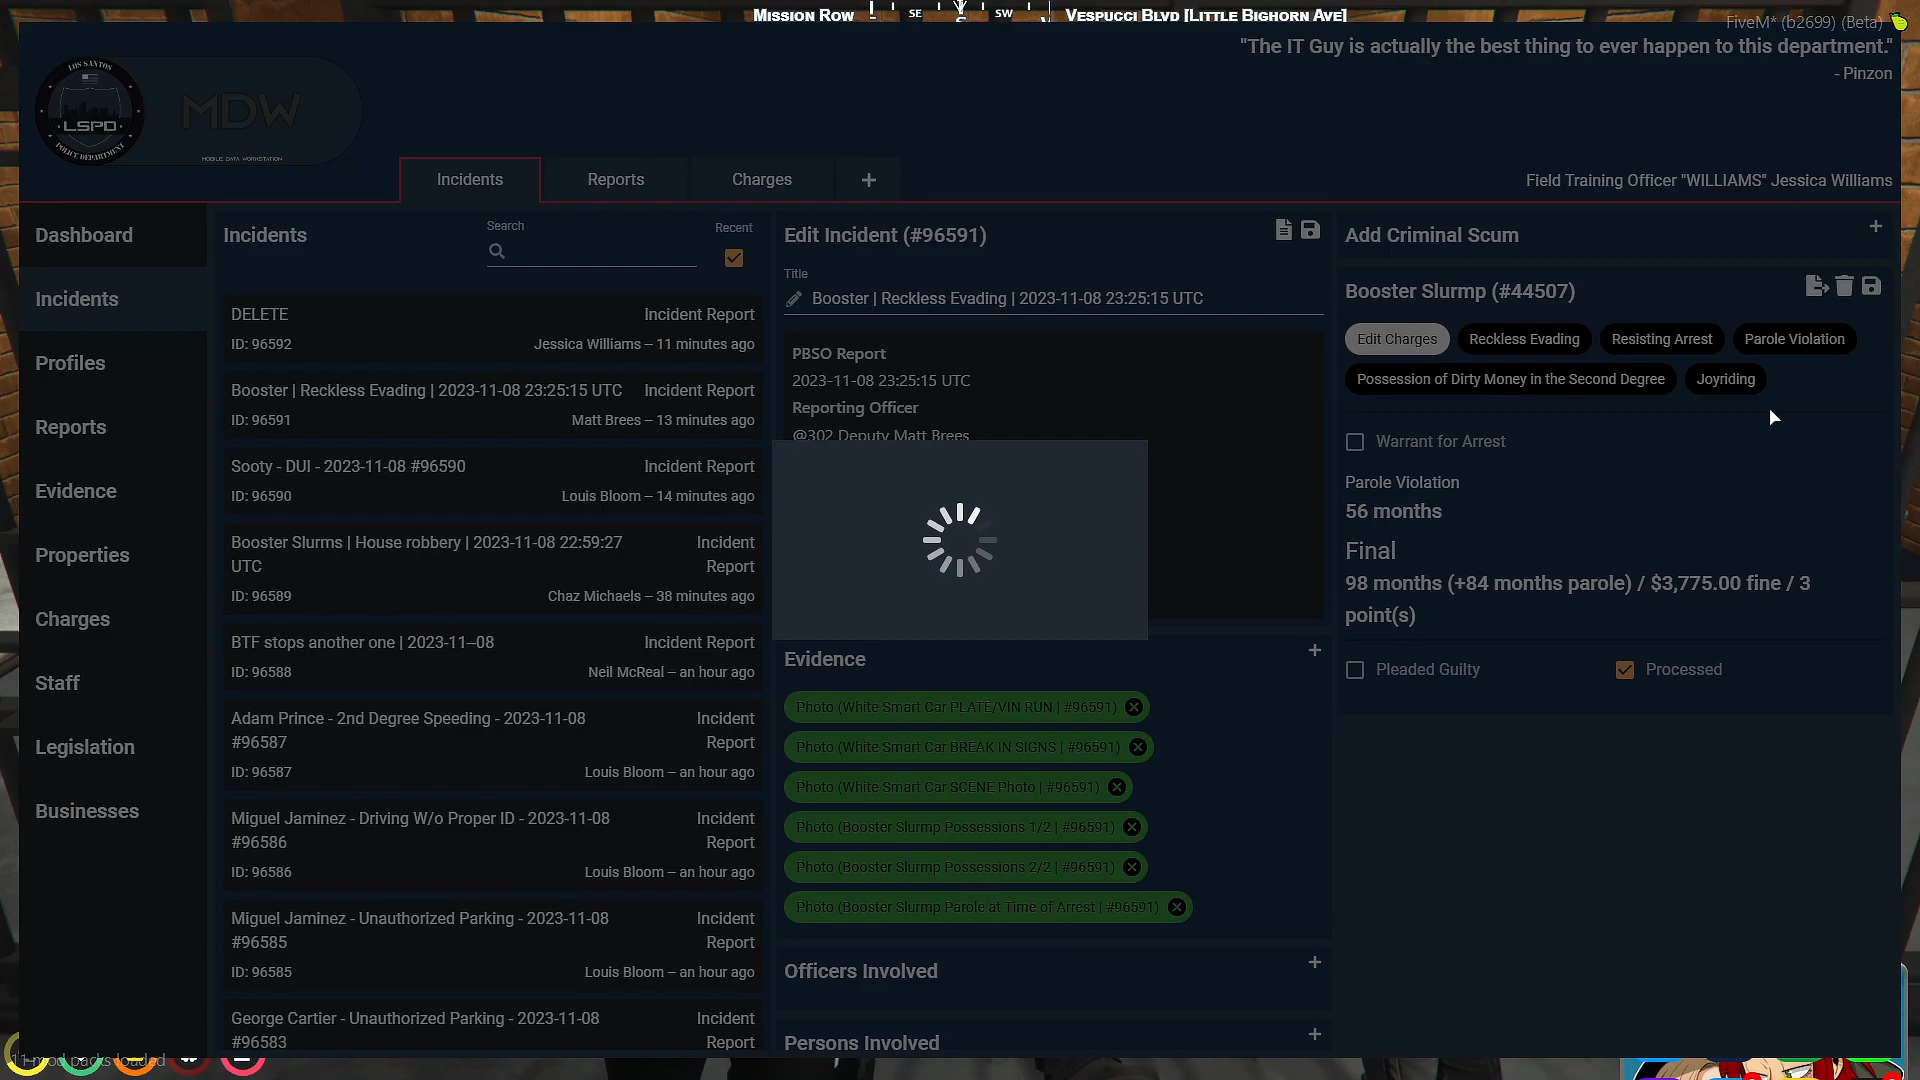 Mission Row
SE
SW
Vespucci Blvd [Little Bighorn Ave]
FiveM* (b2699) (Beta)
"The IT Guy is actually the best thing to ever happen to this department."
- Pinzon
LOS SANTOS
LSPD
POLICE DEPARTMENT
MDW
MOBILE DATA WORKSTATION
Incidents
Reports
Charges
Field Training Officer "WILLIAMS" Jessica Williams
Dashboard
Incidents
Profiles
Reports
Evidence
Properties
Charges
Staff
Legislation
Businesses
Incidents
Search
Recent
DELETE
Incident Report
ID: 96592
Jessica Williams – 11 minutes ago
Booster | Reckless Evading | 2023-11-08 23:25:15 UTC
Incident Report
ID: 96591
Matt Brees – 13 minutes ago
Sooty - DUI - 2023-11-08 #96590
Incident Report
ID: 96590
Louis Bloom – 14 minutes ago
Booster Slurms | House robbery | 2023-11-08 22:59:27
UTC
Incident
Report
ID: 96589
Chaz Michaels – 38 minutes ago
BTF stops another one | 2023-11--08
Incident Report
ID: 96588
Neil McReal – an hour ago
Adam Prince - 2nd Degree Speeding - 2023-11-08
#96587
Incident
Report
ID: 96587
Louis Bloom – an hour ago
Miguel Jaminez - Driving W/o Proper ID - 2023-11-08
#96586
Incident
Report
ID: 96586
Louis Bloom – an hour ago
Miguel Jaminez - Unauthorized Parking - 2023-11-08
#96585
Incident
Report
ID: 96585
Louis Bloom – an hour ago
George Cartier - Unauthorized Parking - 2023-11-08
#96583
Incident
Report
Edit Incident (#96591)
Title
Booster | Reckless Evading | 2023-11-08 23:25:15 UTC
PBSO Report
2023-11-08 23:25:15 UTC
Reporting Officer
@302 Deputy Matt Brees
Evidence
Photo (White Smart Car PLATE/VIN RUN | #96591)
Photo (White Smart Car BREAK IN SIGNS | #96591)
Photo (White Smart Car SCENE Photo | #96591)
Photo (Booster Slurmp Possessions 1/2 | #96591)
Photo (Booster Slurmp Possessions 2/2 | #96591)
Photo (Booster Slurmp Parole at Time of Arrest | #96591)
Officers Involved
Persons Involved
Add Criminal Scum
Booster Slurmp (#44507)
Edit Charges
Reckless Evading
Resisting Arrest
Parole Violation
Possession of Dirty Money in the Second Degree
Joyriding
Warrant for Arrest
Parole Violation
56 months
Final
98 months (+84 months parole) / $3,775.00 fine / 3
point(s)
Pleaded Guilty
Processed
11 mod packs loaded